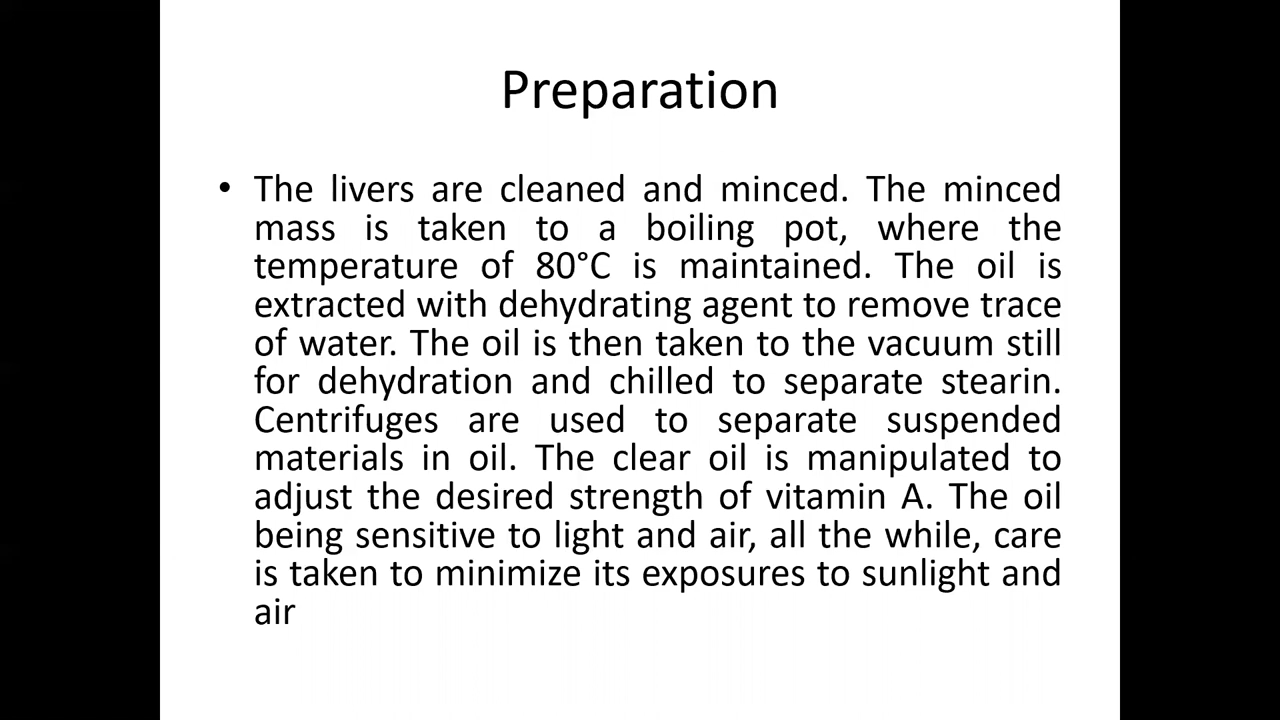 Preparation
• The livers are cleaned and minced. The minced
mass is taken to a boiling pot, where the
temperature of 80°C is maintained. The oil is
extracted with dehydrating agent to remove trace
of water. The oil is then taken to the vacuum still
for dehydration and chilled to separate stearin.
Centrifuges are used to separate suspended
materials in oil. The clear oil is manipulated to
adjust the desired strength of vitamin A. The oil
being sensitive to light and air, all the while, care
is taken to minimize its exposures to sunlight and
air